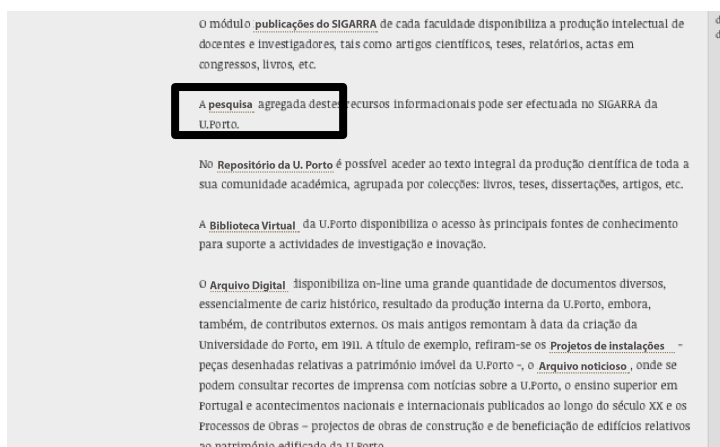 O módulo publicações do SIGARRA de cada faculdade disponibiliza a produção intelectual de
docentes e investigadores, tais como artigos científicos, teses, relatórios, actas em
congressos, livros, etc.
A pesquisa agregada destes recursos informacionais pode ser efectuada no SIGARRA da
U.Porto.
No Repositório da U. Porto é possível aceder ao texto integral da produção científica de toda a
sua comunidade académica, agrupada por colecções: livros, teses, dissertações, artigos, etc.
A Biblioteca Virtual da U.Porto disponibiliza o acesso às principais fontes de conhecimento
para suporte a actividades de investigação e inovação.
O Arquivo Digital disponibiliza on-line uma grande quantidade de documentos diversos,
essencialmente de cariz histórico, resultado da produção interna da U.Porto, embora,
também, de contributos externos. Os mais antigos remontam à data da criação da
Universidade do Porto, em 1911. A título de exemplo, refiram-se os Projetos de instalações -
peças desenhadas relativas a património imóvel da U.Porto -, o Arquivo noticioso, onde se
podem consultar recortes de imprensa com notícias sobre a U.Porto, o ensino superior em
Portugal e acontecimentos nacionais e internacionais publicados ao longo do século XX e os
Processos de Obras – projectos de obras de construção e de beneficiação de edifícios relativos
ao património edificado da U.Porto.